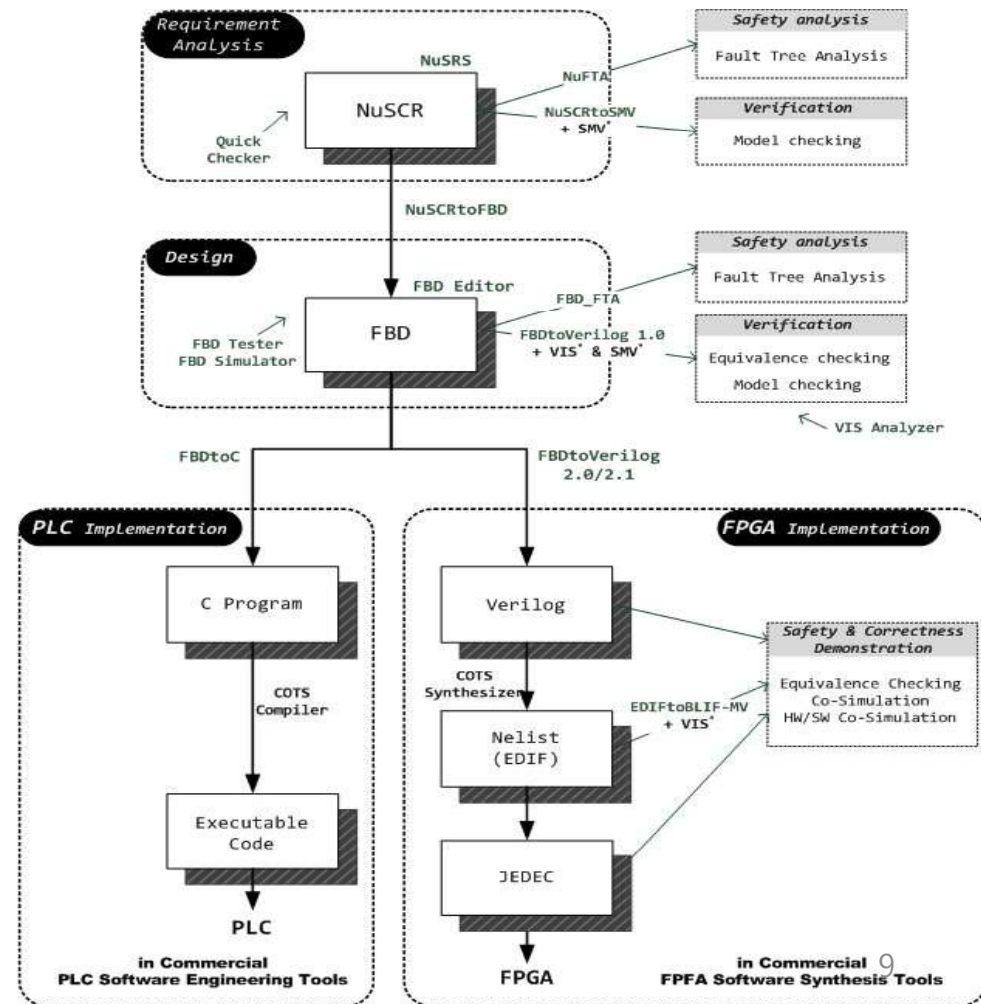 Requirement
Analysis
NuSRS
NuSCR
Quick
Checker
NuFTA
NuSCRtoSMV
+ SMV*
Safety analysis
Fault Tree Analysis
Verification
Model checking
NuSCRtoFBD
Design
FBD Editor
FBD
FBD Tester
FBD Simulator
FBD_FTA
FBDtoVerilog 1.0
+ VIS* & SMV*
Safety analysis
Fault Tree Analysis
Verification
Equivalence checking
Model checking
VIS Analyzer
FBDtoC
FBDtoVerilog
2.0/2.1
PLC Implementation
C Program
COTS
Compiler
Executable
Code
PLC
in Commercial
PLC Software Engineering Tools
FPGA Implementation
Verilog
COTS
Synthesizer
Nelist
(EDIF)
EDIFtoBLIF-MV
+ VIS*
JEDEC
FPGA
Safety & Correctness
Demonstration
Equivalence Checking
Co-Simulation
HW/SW Co-Simulation
in Commercial
FPFA Software Synthesis Tools
9